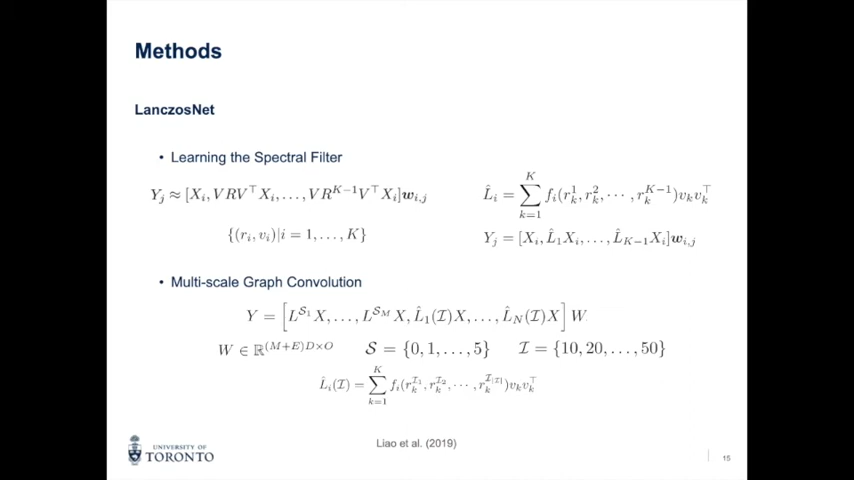 Methods
LanczosNet
• Learning the Spectral Filter
Y_j ≈ [X_i, VRV^⊤X_i, . . . , VR^{K−1}V^⊤X_i]w_{i,j}
L̂_i = ∑_{k=1}^{K} f_i(r_k^1, r_k^2, · · · , r_k^{K−1})v_k v_k^⊤
{(r_i, v_i)|i = 1, . . . , K}
Y_j = [X_i, L̂_1X_i, . . . , L̂_{K−1}X_i]w_{i,j}
• Multi-scale Graph Convolution
Y = [L^{S_1}X, . . . , L^{S_M}X, L̂_1(I)X, . . . , L̂_N(I)X] W
W ∈ ℝ^{(M+E)D×O} S = {0, 1, . . . , 5} I = {10, 20, . . . , 50}
L̂_i(I) = ∑_{k=1}^{K} f_i(r_k^{I_1}, r_k^{I_2}, · · · , r_k^{I_{|I|}})v_k v_k^⊤
Liao et al. (2019)
UNIVERSITY OF
TORONTO
15